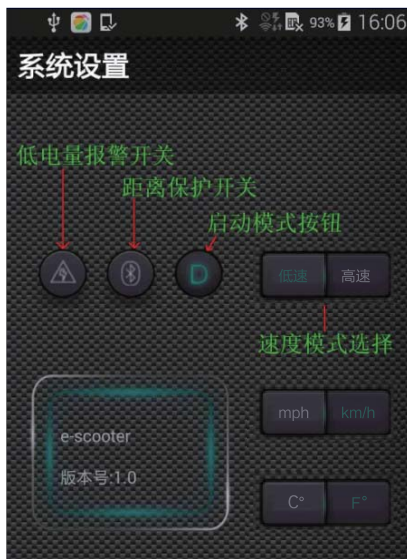 93% 16:06
系统设置
低电量报警开关
距离保护开关
启动模式按钮
D
低速 高速
速度模式选择
mph km/h
e-scooter
版本号:1.0
C° F°